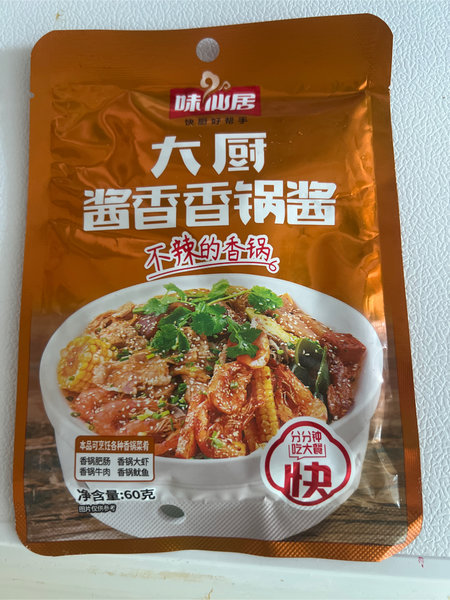 味仙居
快厨好帮手
大厨
酱香香锅酱
不辣的香锅
本品可烹饪各种香锅菜肴
香锅肥肠 香锅大虾
香锅牛肉 香锅鱿鱼
净含量:60克
图片仅供参考
分分钟
吃大餐
快